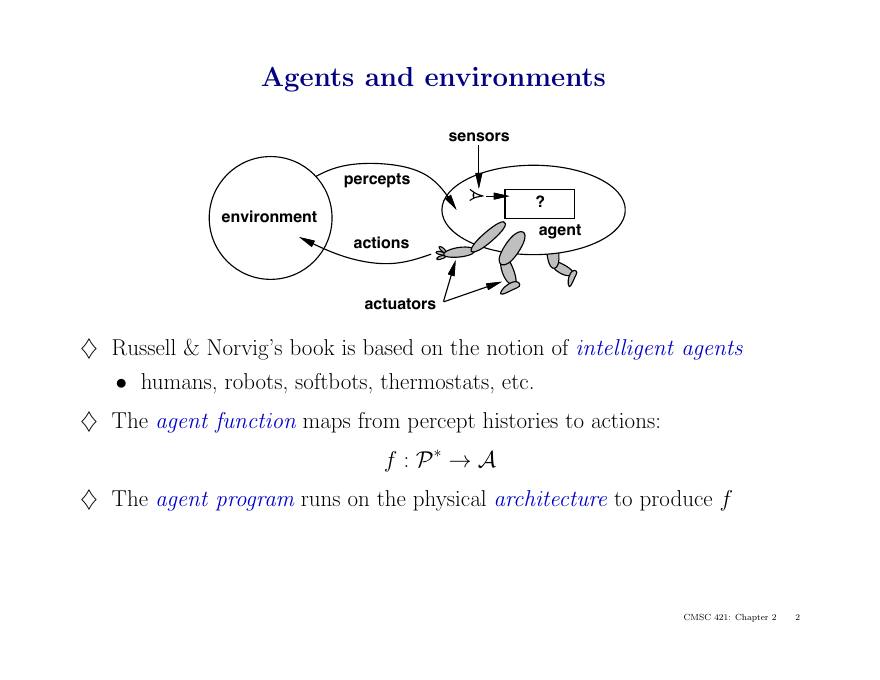 Agents and environments
sensors
percepts
?
environment
agent
actions
actuators
♢ Russell & Norvig's book is based on the notion of intelligent agents
• humans, robots, softbots, thermostats, etc.
♢ The agent function maps from percept histories to actions:
f : P* → A
♢ The agent program runs on the physical architecture to produce f
CMSC 421: Chapter 2 2